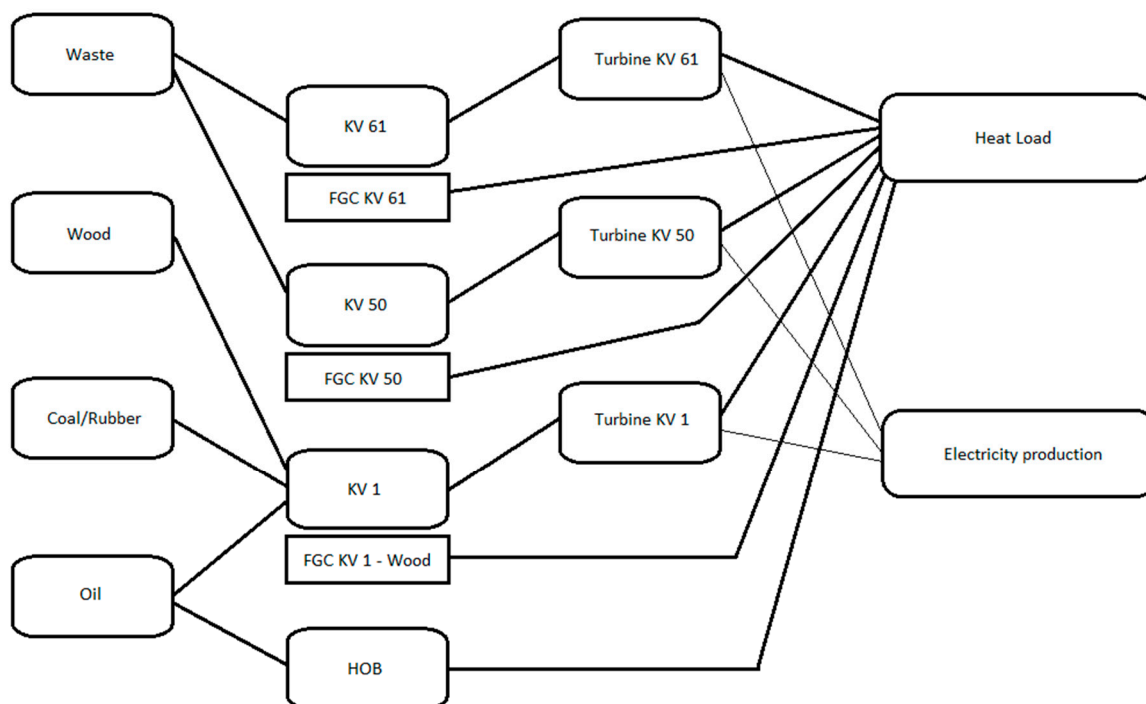 Waste
Wood
Coal/Rubber
Oil
KV 61
FGC KV 61
KV 50
FGC KV 50
KV 1
FGC KV 1 - Wood
HOB
Turbine KV 61
Turbine KV 50
Turbine KV 1
Heat Load
Electricity production